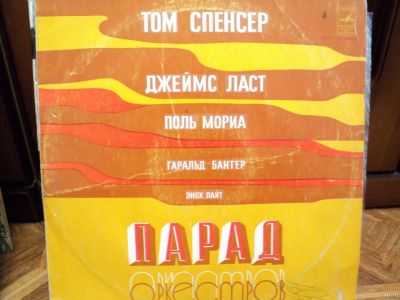 ТОМ СПЕНСЕР
ДЖЕЙМС ЛАСТ
ПОЛЬ МОРИА
ГАРАЛЬД БАНТЕР
ЭНОХ ЛАЙТ
ПАРАД
ОРКЕСТРОВ